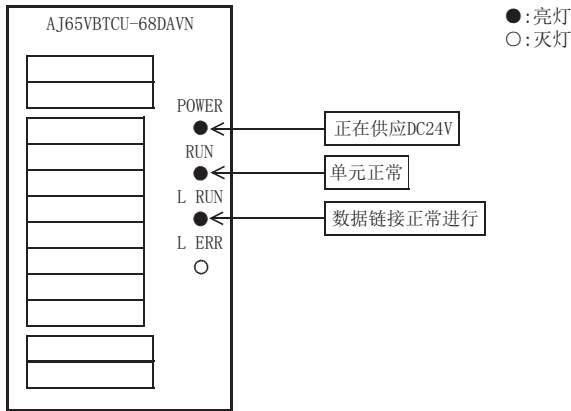 AJ65VBTCU-68DAVN
●:亮灯
○:灭灯
POWER
正在供应DC24V
RUN
单元正常
L RUN
数据链接正常进行
L ERR